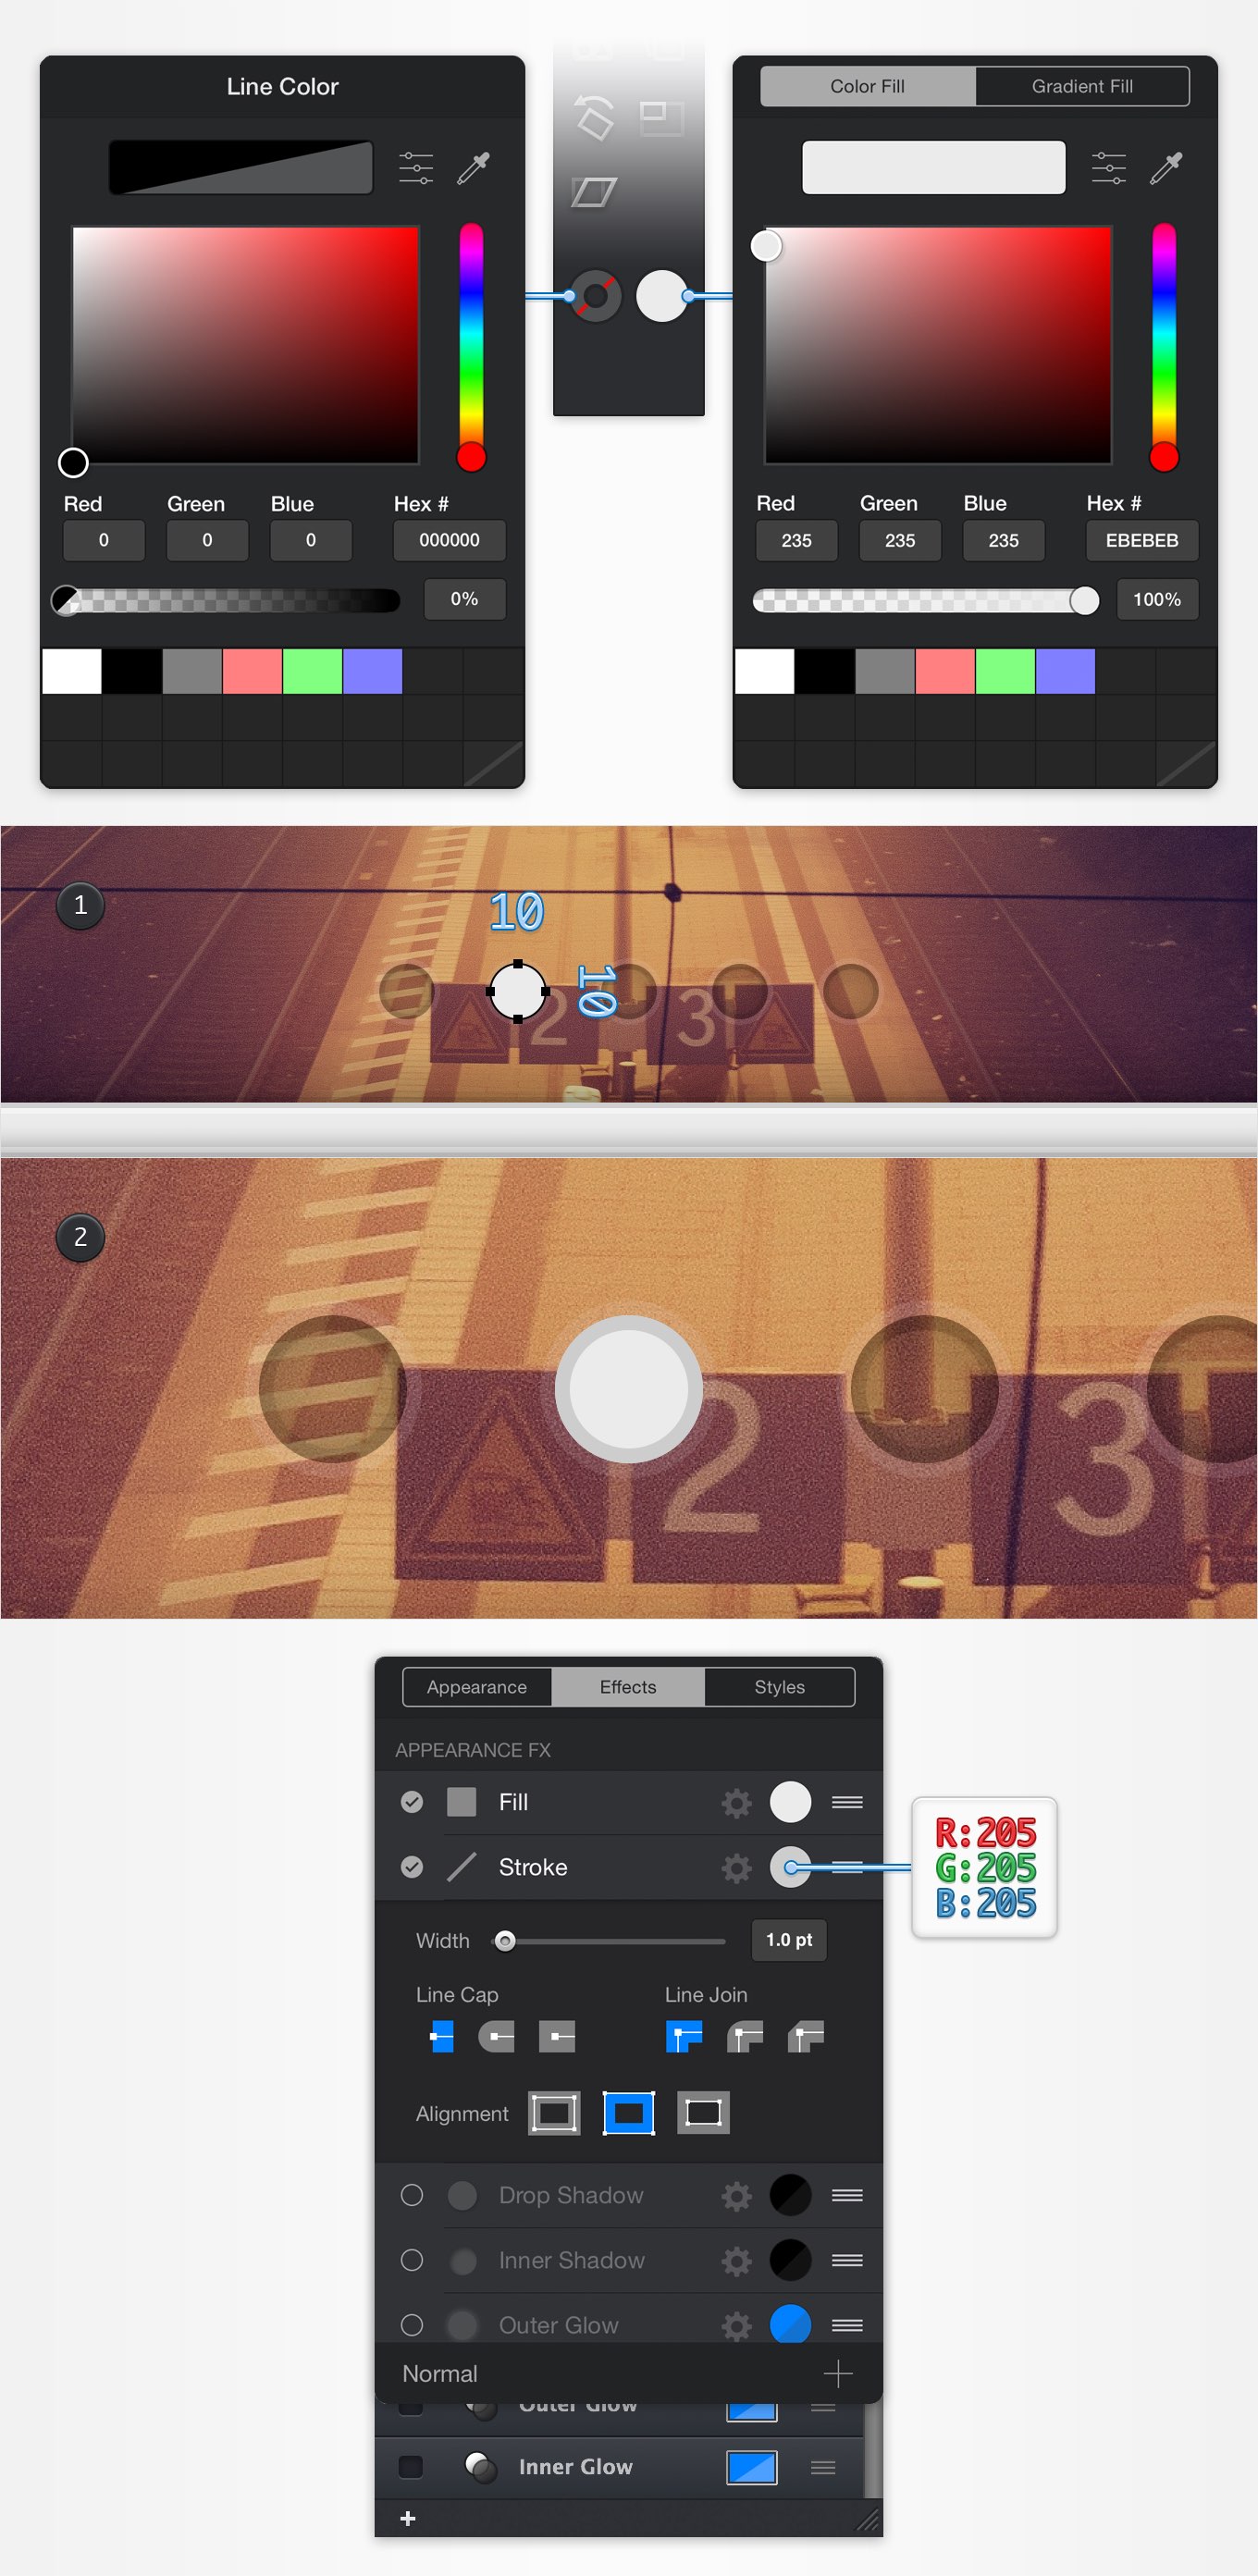 Line Color
Red Green Blue Hex #
0 0 0 000000
0%
Color Fill Gradient Fill
Red Green Blue Hex #
235 235 235 EBEBEB
100%
1
10
10
2 3
2
2 3
Appearance Effects Styles
APPEARANCE FX
Fill
Stroke
R:205
G:205
B:205
Width 1.0 pt
Line Cap Line Join
Alignment
Drop Shadow
Inner Shadow
Outer Glow
Normal
Outer Glow
Inner Glow